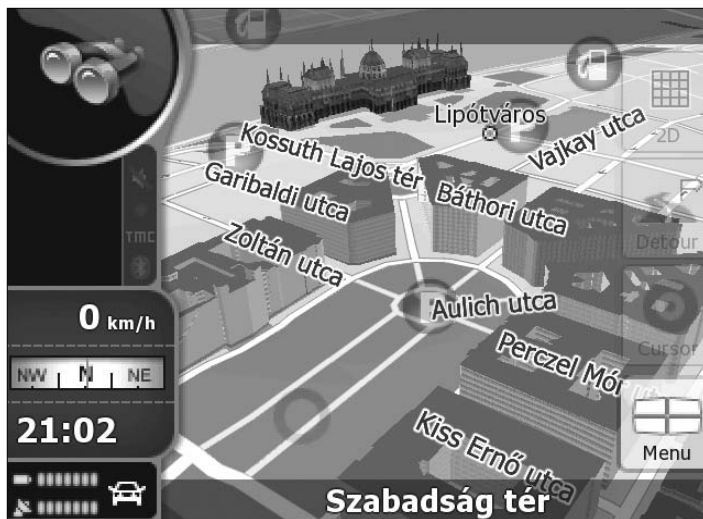 Lipótváros
Kossuth Lajos tér
Vajkay utca
Garibaldi utca
Báthori utca
Zoltán utca
Aulich utca
Perczel Mór
Kiss Ernő utca
2D
Detour
Cursor
Menu
TMC
0 km/h
NW N NE
21:02
Szabadság tér
P
P